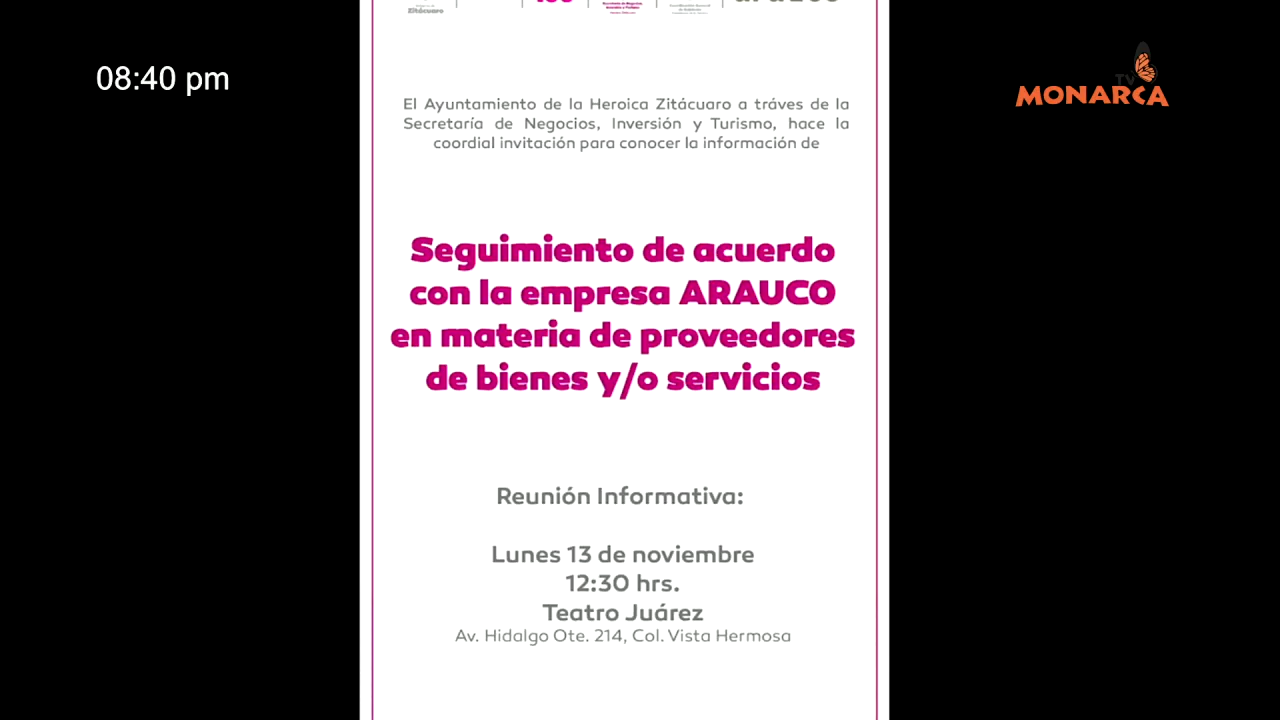 Zitácuaro
08:40 pm
TV
MONARCA
El Ayuntamiento de la Heroica Zitácuaro a tráves de la
Secretaría de Negocios, Inversión y Turismo, hace la
coordial invitación para conocer la información de
Seguimiento de acuerdo
con la empresa ARAUCO
en materia de proveedores
de bienes y/o servicios
Reunión Informativa:
Lunes 13 de noviembre
12:30 hrs.
Teatro Juárez
Av. Hidalgo Ote. 214, Col. Vista Hermosa